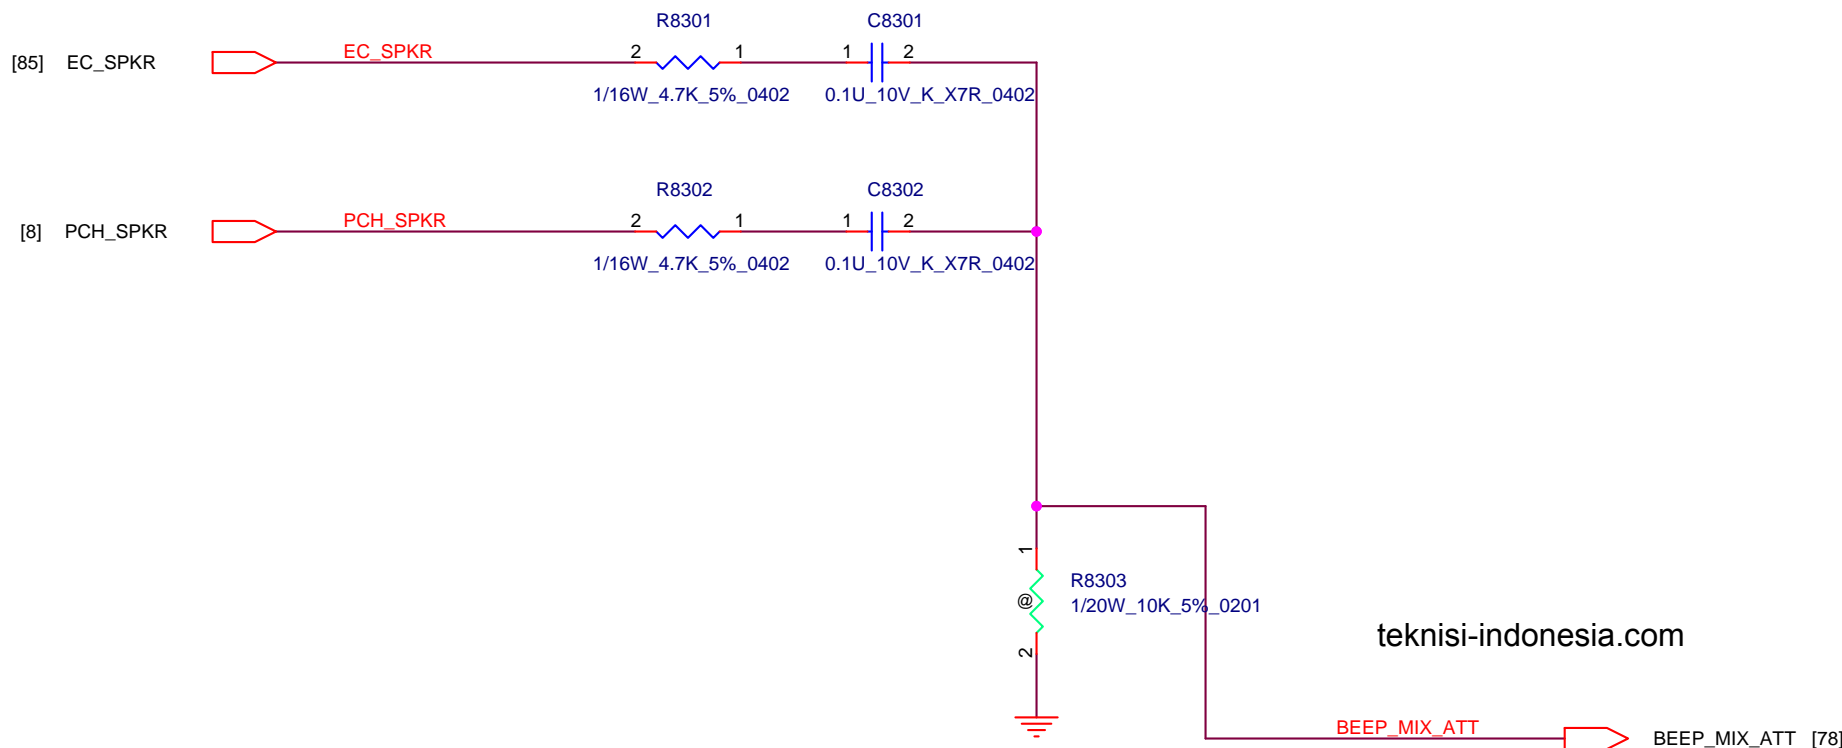 R8301 C8301
[85] EC_SPKR EC_SPKR 2 1 1 2
1/16W_4.7K_5%_0402 0.1U_10V_K_X7R_0402
R8302 C8302
[8] PCH_SPKR PCH_SPKR 2 1 1 2
1/16W_4.7K_5%_0402 0.1U_10V_K_X7R_0402
1
R8303
@ 1/20W_10K_5%_0201
2
teknisi-indonesia.com
BEEP_MIX_ATT
BEEP_MIX_ATT [78]